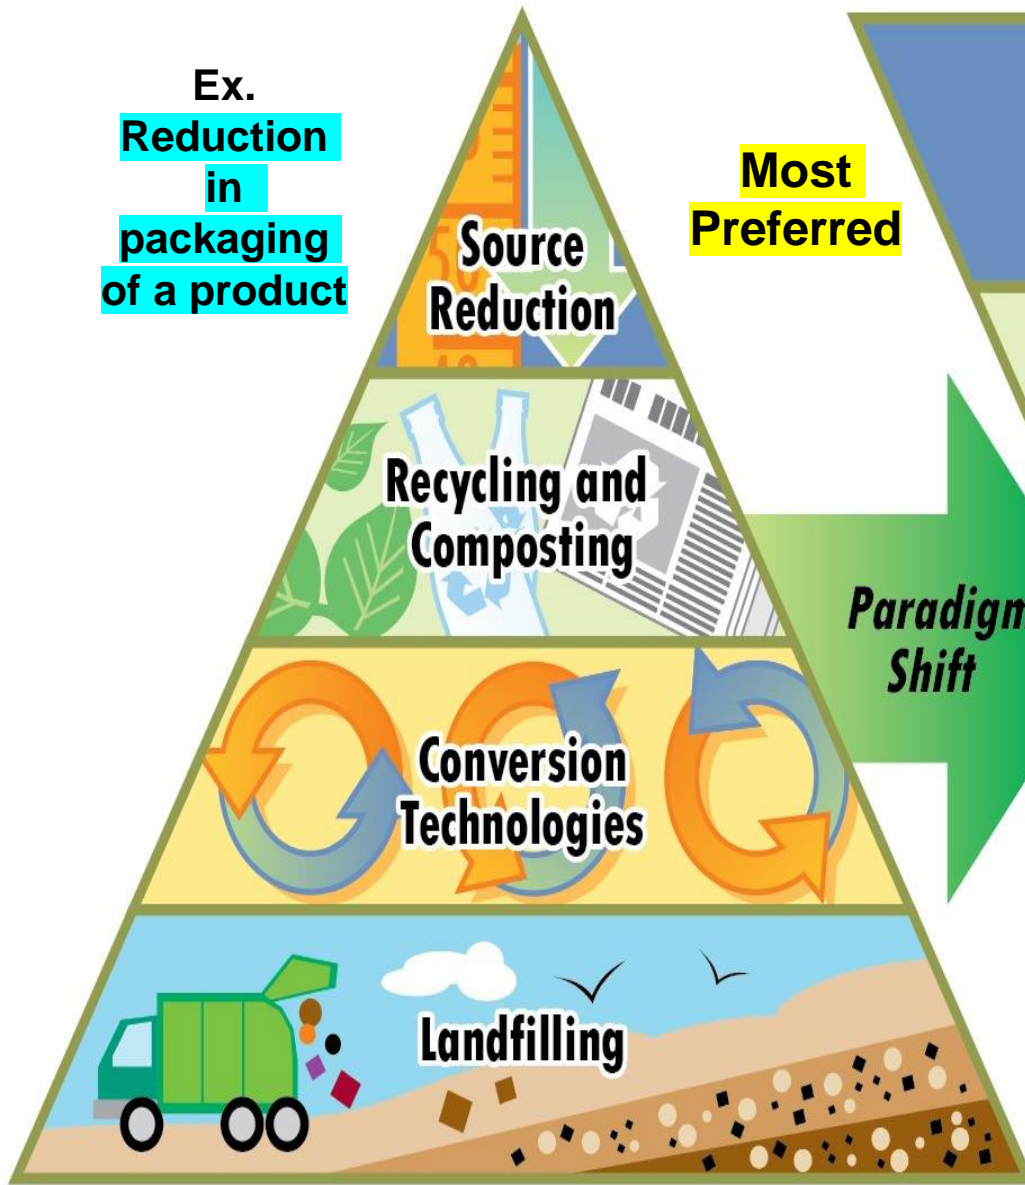 Ex.
Reduction
in
packaging
of a product
Most
Preferred
Source
Reduction
Recycling and
Composting
Paradigm
Shift
Conversion
Technologies
Landfilling